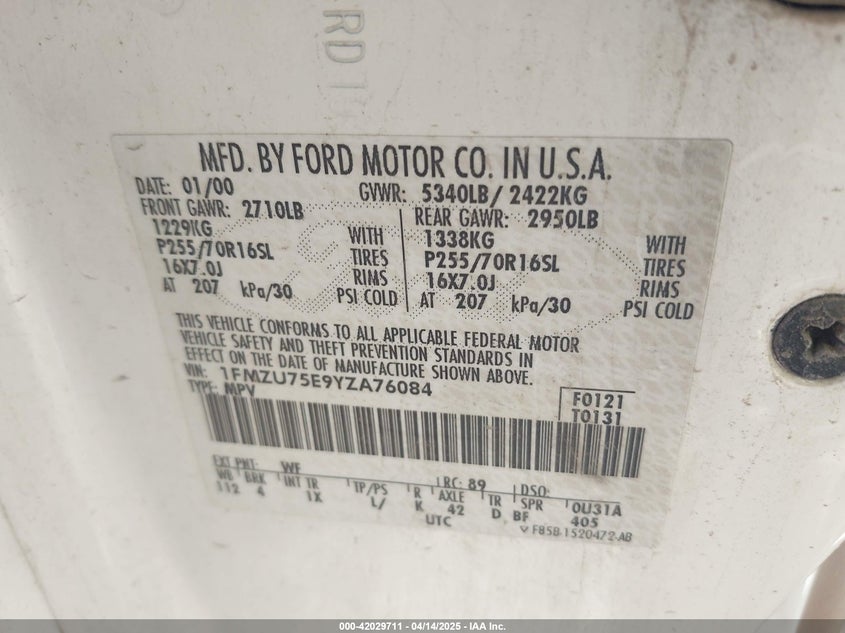 MFD. BY FORD MOTOR CO. IN U.S.A.
DATE: 01/00 GVWR: 5340LB/ 2422KG
FRONT GAWR: 2710LB REAR GAWR: 2950LB
1229KG WITH 1338KG WITH
P255/70R16SL TIRES P255/70R16SL TIRES
16X7.0J RIMS 16X7.0J RIMS
AT 207 kPa/30 PSI COLD AT 207 kPa/30 PSI COLD
THIS VEHICLE CONFORMS TO ALL APPLICABLE FEDERAL MOTOR
VEHICLE SAFETY AND THEFT PREVENTION STANDARDS IN
EFFECT ON THE DATE OF MANUFACTURE SHOWN ABOVE.
VIN: 1FMZU75E9YZA76084
TYPE: MPV
F0121
T0131
EXT PNT: WF RC: 89 DSO:
WB BRK INT TR TP/PS R AXLE TR SPR 0U31A
112 4 1X L/ K 42 D BF 405
UTC
F85B-1520472-AB
000-42029711 - 04/14/2025 - IAA Inc.